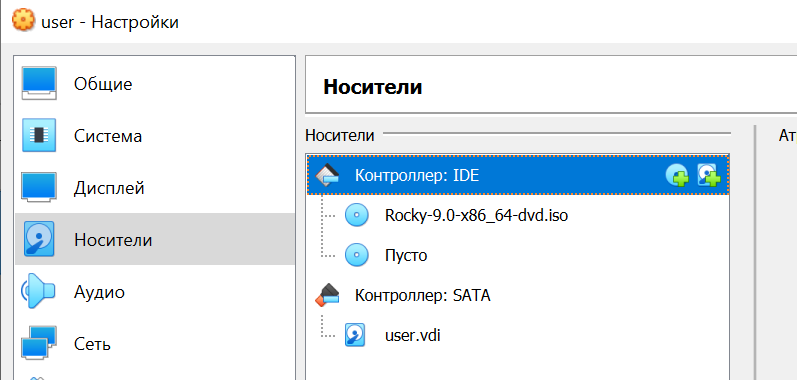 user - Настройки
Общие
Система
Дисплей
Носители
Аудио
Сеть
Носители
Носители
Контроллер: IDE
Rocky-9.0-x86_64-dvd.iso
Пусто
Контроллер: SATA
user.vdi